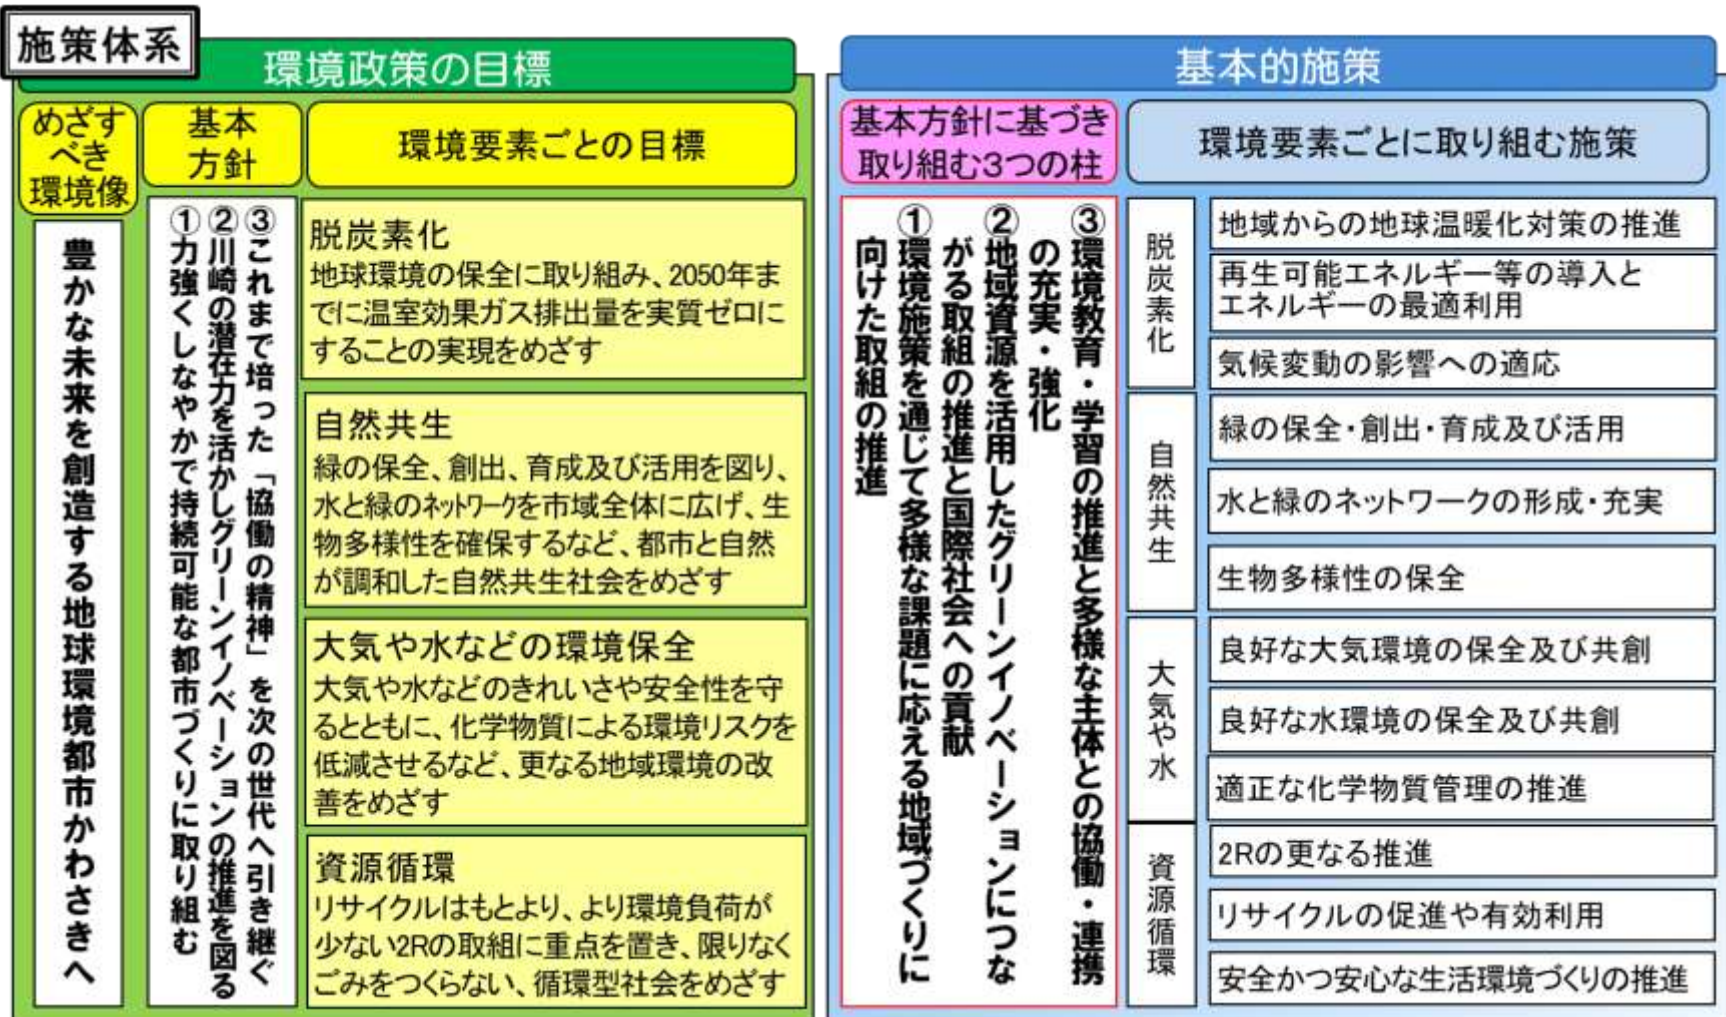 施策体系
環境政策の目標
めざす
べき
環境像
基本
方針
環境要素ごとの目標
豊かな未来を創造する地球環境都市かわさきへ
③これまで培った「協働の精神」を次の世代へ引き継ぐ
②川崎の潜在力を活かしグリーンイノベーションの推進を図る
①力強くしなやかで持続可能な都市づくりに取り組む
脱炭素化
地球環境の保全に取り組み、2050年ま
でに温室効果ガス排出量を実質ゼロに
することの実現をめざす
自然共生
緑の保全、創出、育成及び活用を図り、
水と緑のネットワークを市域全体に広げ、生
物多様性を確保するなど、都市と自然
が調和した自然共生社会をめざす
大気や水などの環境保全
大気や水などのきれいさや安全性を守
るとともに、化学物質による環境リスクを
低減させるなど、更なる地域環境の改
善をめざす
資源循環
リサイクルはもとより、より環境負荷が
少ない2Rの取組に重点を置き、限りなく
ごみをつくらない、循環型社会をめざす
基本的施策
基本方針に基づき
取り組む3つの柱
環境要素ごとに取り組む施策
③環境教育・学習の推進と多様な主体との協働・連携
の充実・強化
②地域資源を活用したグリーンイノベーションにつな
がる取組の推進と国際社会への貢献
①環境施策を通じて多様な課題に応える地域づくりに
向けた取組の推進
脱炭素化
地域からの地球温暖化対策の推進
再生可能エネルギー等の導入と
エネルギーの最適利用
気候変動の影響への適応
自然共生
緑の保全・創出・育成及び活用
水と緑のネットワークの形成・充実
生物多様性の保全
大気や水
良好な大気環境の保全及び共創
良好な水環境の保全及び共創
適正な化学物質管理の推進
資源循環
2Rの更なる推進
リサイクルの促進や有効利用
安全かつ安心な生活環境づくりの推進